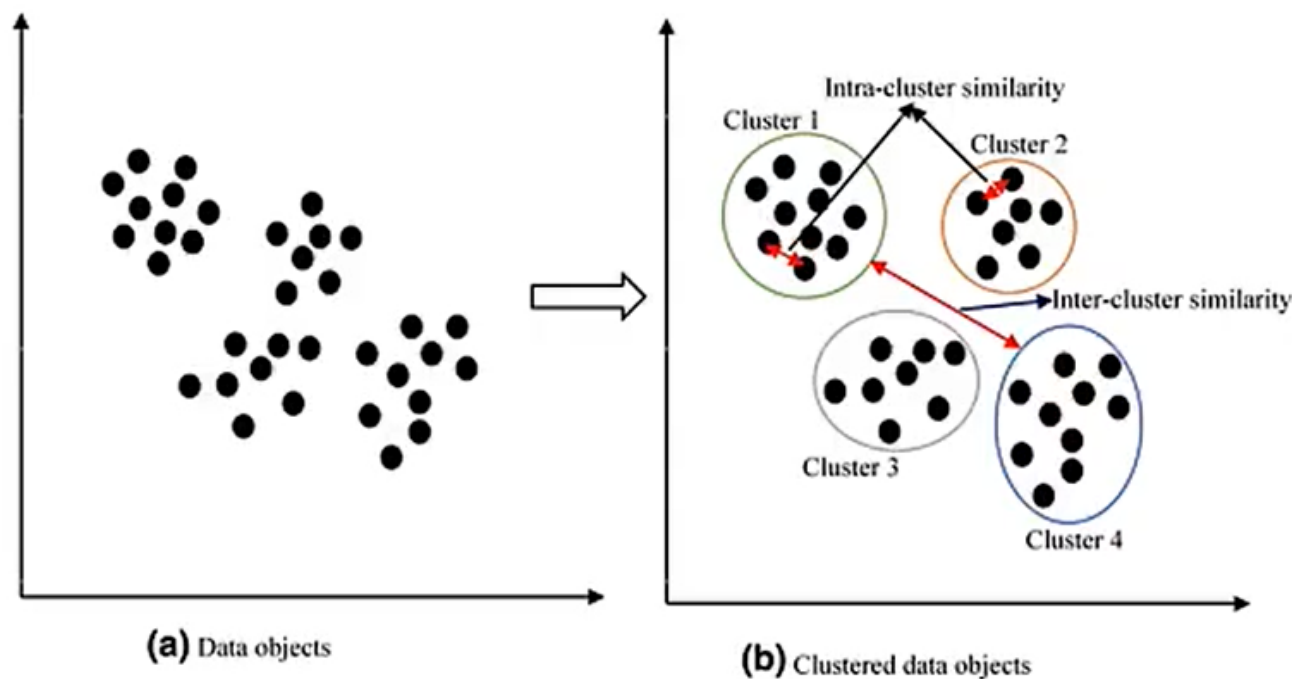 Intra-cluster similarity
Cluster 1
Cluster 2
Inter-cluster similarity
Cluster 3
Cluster 4
(a) Data objects
(b) Clustered data objects